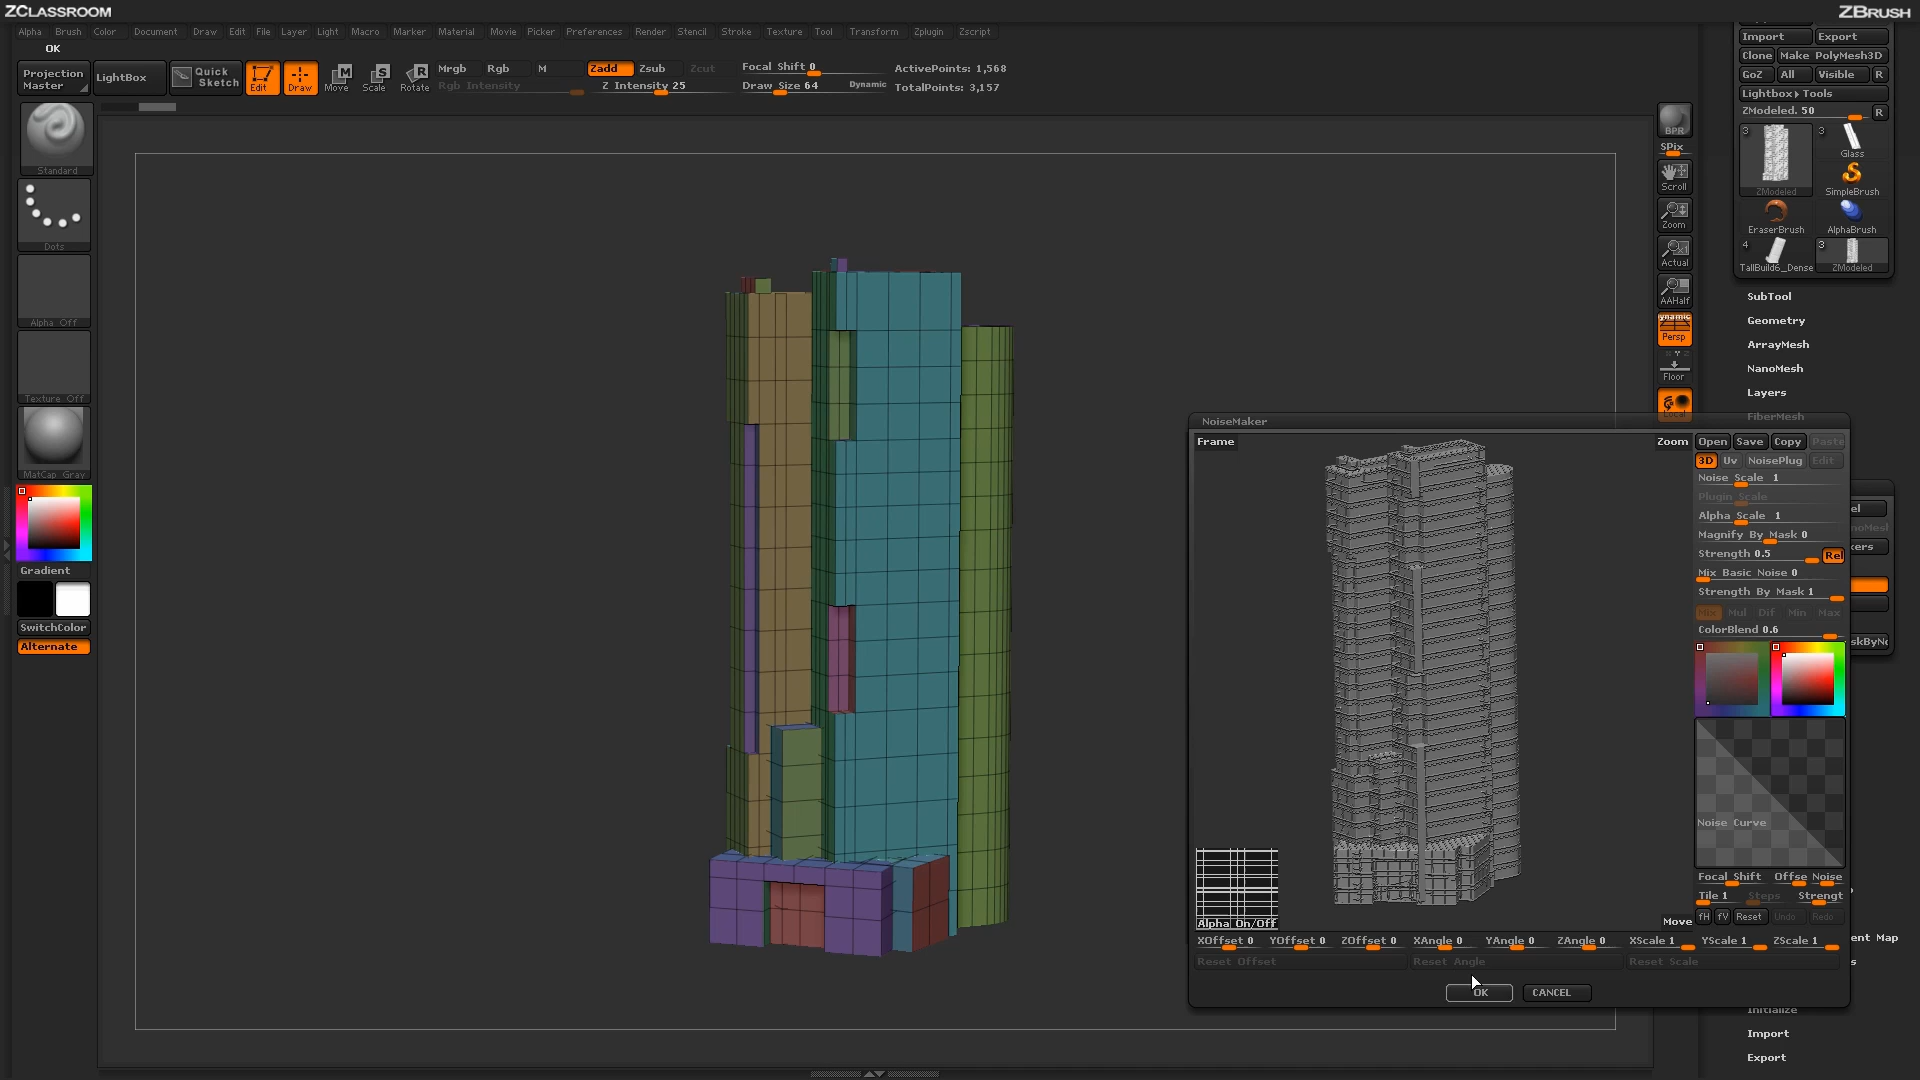 ZCLASSROOM
ZBRUSH
Alpha Brush Color Document Draw Edit File Layer Light Macro Marker Material Movie Picker Preferences Render Stencil Stroke Texture Tool Transform Zplugin Zscript
OK
Projection Master
LightBox
Quick Sketch
Edit
Draw
Move
Scale
Rotate
Mrgb Rgb M
Rgb Intensity
Zadd Zsub Zcut
Z Intensity 25
Focal Shift 0
Draw Size 64
Dynamic
ActivePoints: 1,568
TotalPoints: 3,157
Standard
Dots
Alpha Off
Texture Off
MatCap Gray
Gradient
SwitchColor
Alternate
BPR
SPix
Scroll
Zoom
Actual
AAHalf
Persp
Floor
Local
Import Export
Clone Make PolyMesh3D
GoZ All Visible R
Lightbox▸Tools
ZModeled. 50 R
3 ZModeled
3 Glass
SimpleBrush
EraserBrush
AlphaBrush
4 TallBuild6_Dense
3 ZModeled
SubTool
Geometry
ArrayMesh
NanoMesh
Layers
FiberMesh
NoiseMaker
Frame
Zoom
Open Save Copy Paste
3D Uv NoisePlug Edit
Noise Scale 1
Plugin Scale
Alpha Scale 1
Magnify By Mask 0
Strength 0.5 Rel
Mix Basic Noise 0
Strength By Mask 1
Mix Mul Dif Min Max
ColorBlend 0.6
Noise Curve
Focal Shift Offse Noise
Tile 1 Steps Strengt
fH fV Reset Undo Redo
Alpha On/Off
Move
XOffset 0 YOffset 0 ZOffset 0 XAngle 0 YAngle 0 ZAngle 0 XScale 1 YScale 1 ZScale 1
Reset Offset Reset Angle Reset Scale
OK CANCEL
ent Map
Initialize
Import
Export